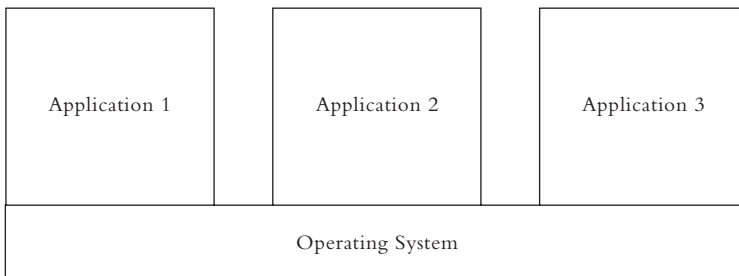 Application 1
Application 2
Application 3
Operating System